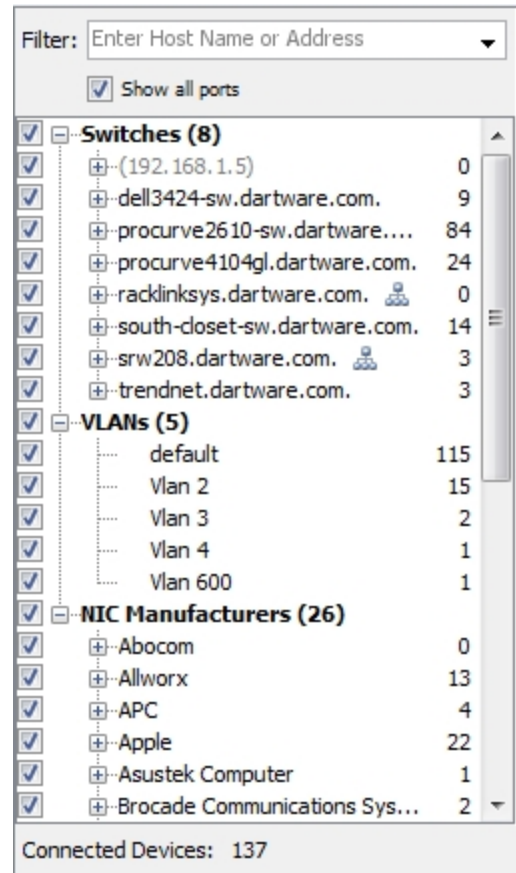 Filter: Enter Host Name or Address
Show all ports
Switches (8)
(192.168.1.5) 0
dell3424-sw.dartware.com. 9
procurve2610-sw.dartware.... 84
procurve4104gl.dartware.com. 24
racklinksys.dartware.com. 0
south-closet-sw.dartware.com. 14
srw208.dartware.com. 3
trendnet.dartware.com. 3
VLANs (5)
default 115
Vlan 2 15
Vlan 3 2
Vlan 4 1
Vlan 600 1
NIC Manufacturers (26)
Abocom 0
Allworx 13
APC 4
Apple 22
Asustek Computer 1
Brocade Communications Sys... 2
Connected Devices: 137